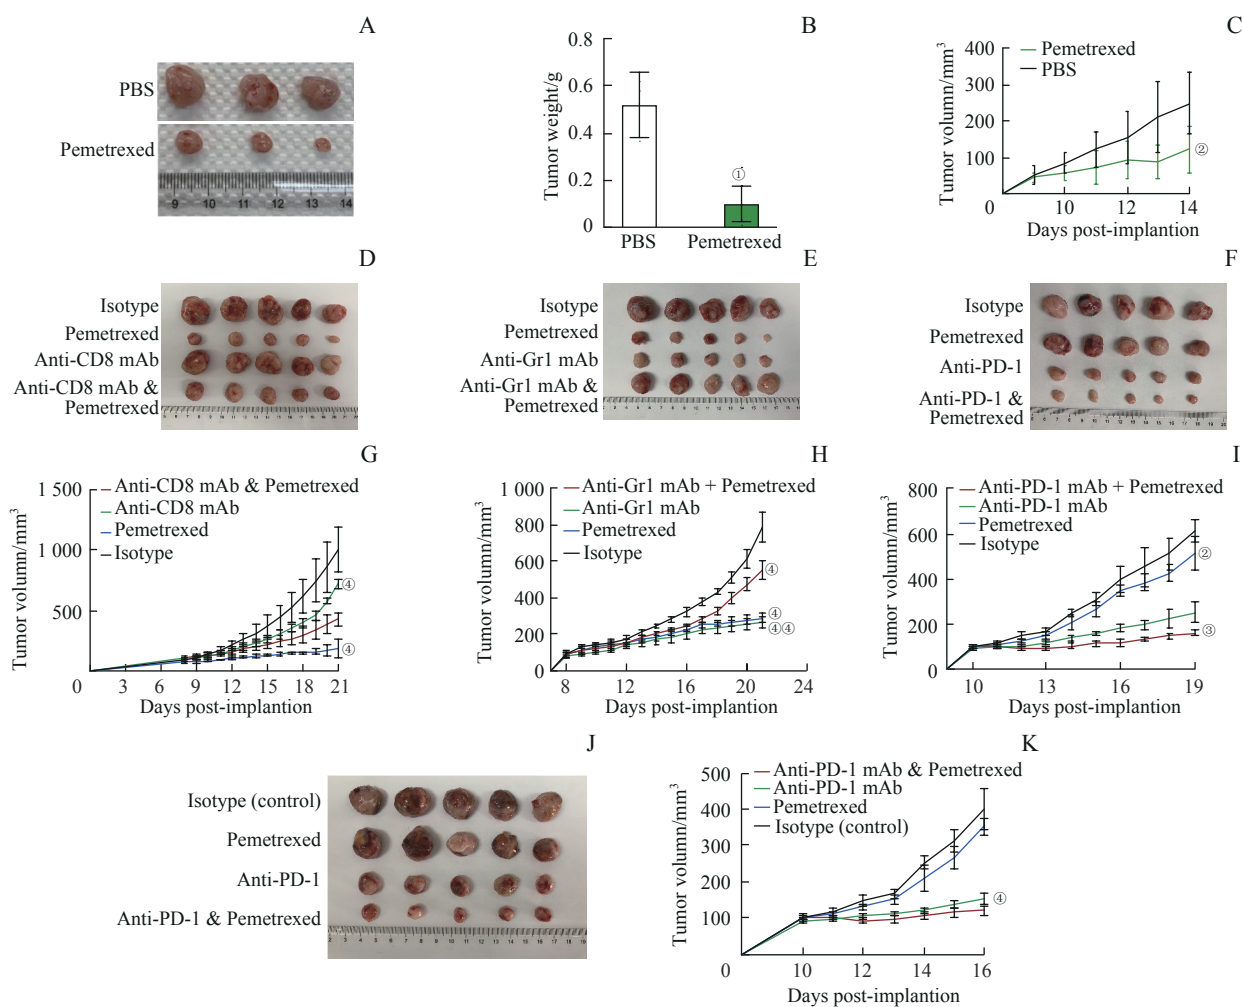 A
PBS
Pemetrexed
9 10 11 12 13 14
B
Tumor weight/g
0.8
0.6
0.4
0.2
0
①
PBS Pemetrexed
C
Tumor volumn/mm³
400
300
200
100
0
Pemetrexed
PBS
②
10 12 14
Days post-implantion
D
Isotype
Pemetrexed
Anti-CD8 mAb
Anti-CD8 mAb &
Pemetrexed
E
Isotype
Pemetrexed
Anti-Gr1 mAb
Anti-Gr1 mAb &
Pemetrexed
F
Isotype
Pemetrexed
Anti-PD-1
Anti-PD-1 &
Pemetrexed
G
Tumor volumn/mm³
1 500
1 000
500
Anti-CD8 mAb & Pemetrexed
Anti-CD8 mAb
Pemetrexed
Isotype
④
④
0 3 6 9 12 15 18 21
Days post-implantion
H
Tumor volumn/mm³
1 000
800
600
400
200
0
Anti-Gr1 mAb + Pemetrexed
Anti-Gr1 mAb
Pemetrexed
Isotype
④
④
④④
8 12 16 20 24
Days post-implantion
I
Tumor volumn/mm³
800
600
400
200
0
Anti-PD-1 mAb + Pemetrexed
Anti-PD-1 mAb
Pemetrexed
Isotype
②
③
10 13 16 19
Days post-implantion
J
Isotype (control)
Pemetrexed
Anti-PD-1
Anti-PD-1 & Pemetrexed
K
Tumor volumn/mm³
500
400
300
200
100
0
Anti-PD-1 mAb & Pemetrexed
Anti-PD-1 mAb
Pemetrexed
Isotype (control)
④
10 12 14 16
Days post-implantion